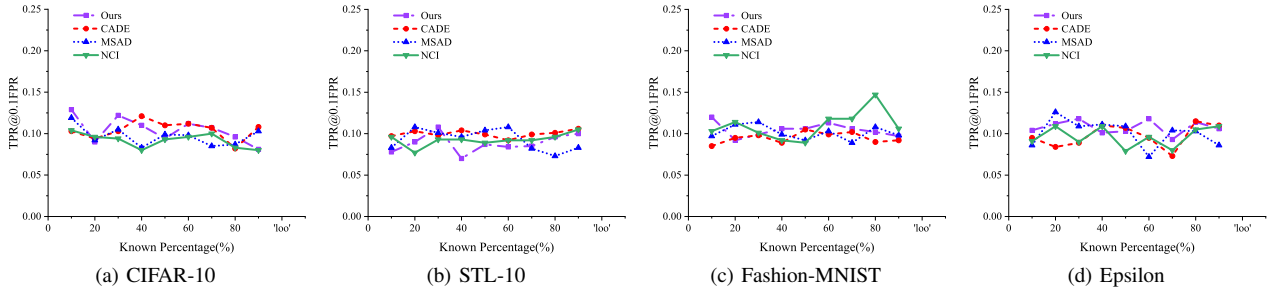 Ours
CADE
MSAD
NCI
TPR@0.1FPR
0.25
0.20
0.15
0.10
0.05
0.00
0 20 40 60 80 'loo'
Known Percentage(%)
(a) CIFAR-10
Ours
CADE
MSAD
NCI
TPR@0.1FPR
0.25
0.20
0.15
0.10
0.05
0.00
0 20 40 60 80 'loo'
Known Percentage(%)
(b) STL-10
Ours
CADE
MSAD
NCI
TPR@0.1FPR
0.25
0.20
0.15
0.10
0.05
0.00
0 20 40 60 80 'loo'
Known Percentage(%)
(c) Fashion-MNIST
Ours
CADE
MSAD
NCI
TPR@0.1FPR
0.25
0.20
0.15
0.10
0.05
0.00
0 20 40 60 80 'loo'
Known Percentage(%)
(d) Epsilon